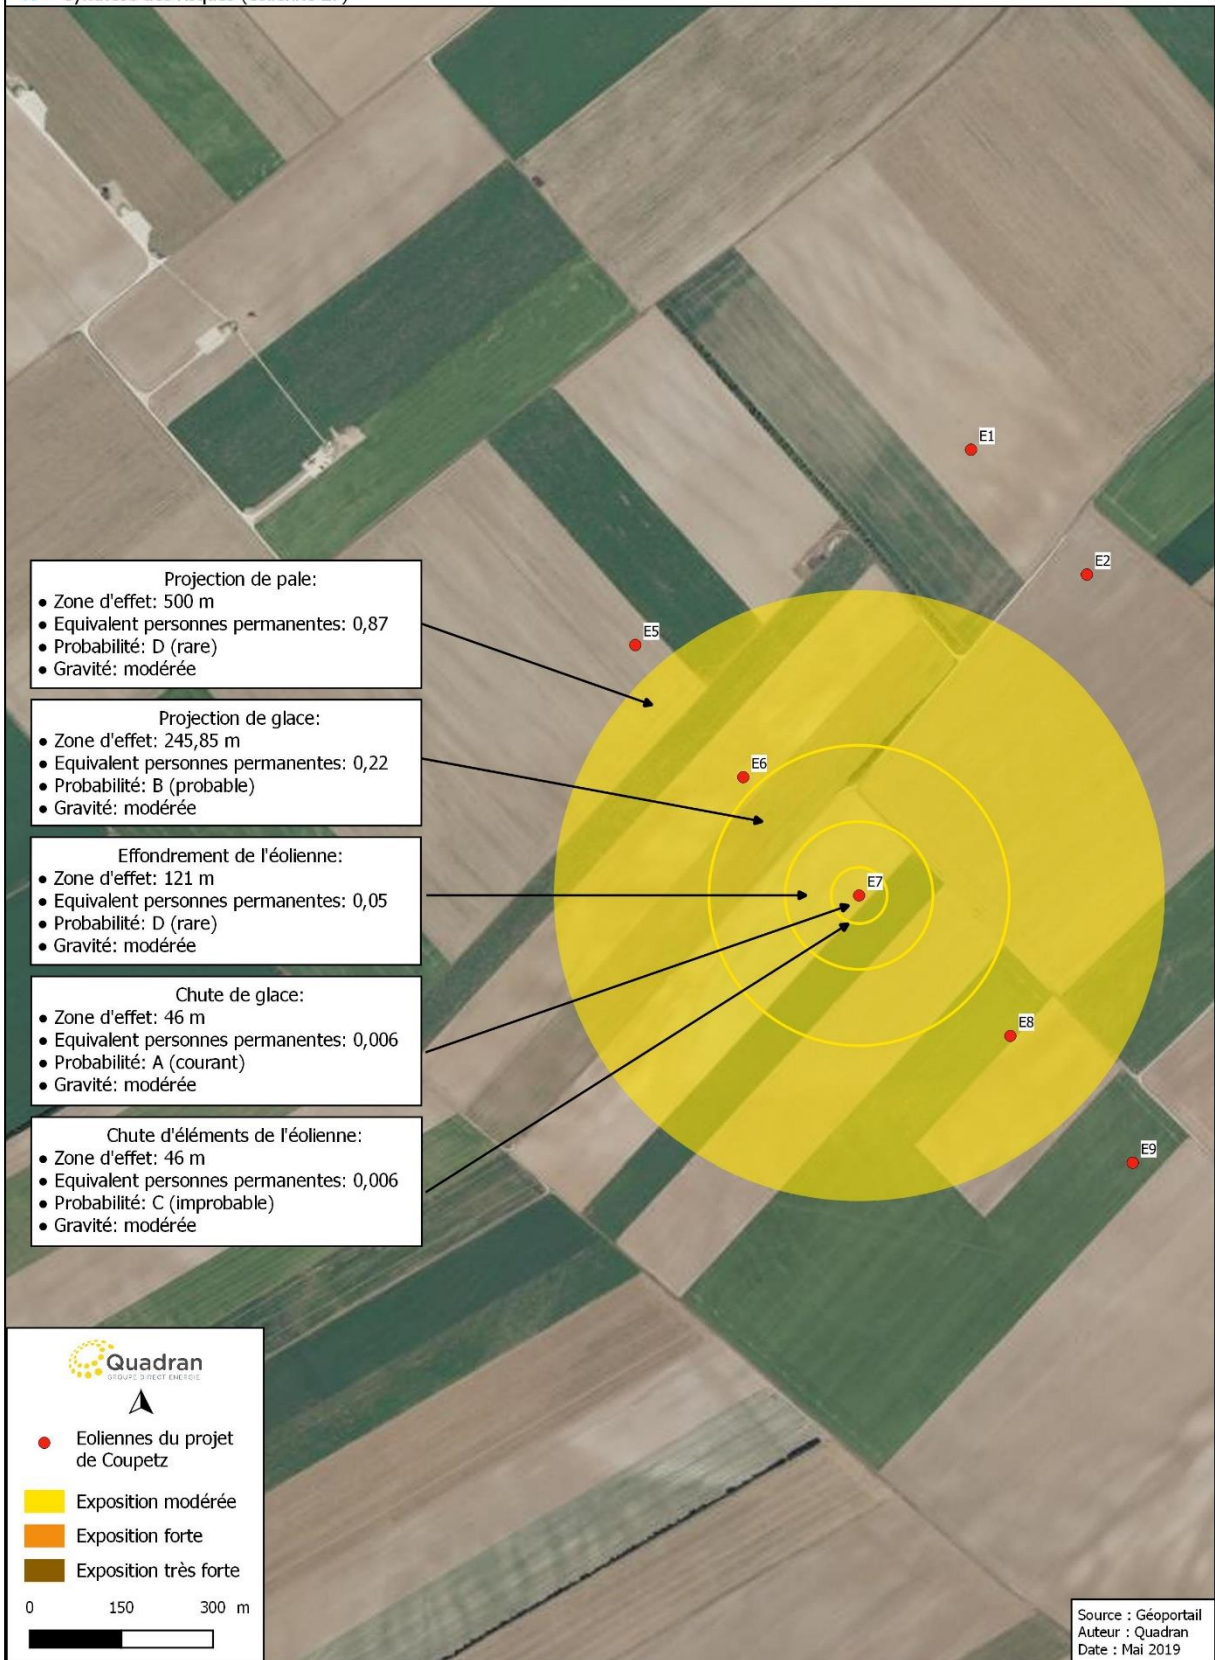 E1
E2
E5
Projection de pale:
● Zone d'effet: 500 m
● Equivalent personnes permanentes: 0,87
● Probabilité: D (rare)
● Gravité: modérée
Projection de glace:
● Zone d'effet: 245,85 m
● Equivalent personnes permanentes: 0,22
● Probabilité: B (probable)
● Gravité: modérée
E6
Effondrement de l'éolienne:
● Zone d'effet: 121 m
● Equivalent personnes permanentes: 0,05
● Probabilité: D (rare)
● Gravité: modérée
E7
Chute de glace:
● Zone d'effet: 46 m
● Equivalent personnes permanentes: 0,006
● Probabilité: A (courant)
● Gravité: modérée
E8
Chute d'éléments de l'éolienne:
● Zone d'effet: 46 m
● Equivalent personnes permanentes: 0,006
● Probabilité: C (improbable)
● Gravité: modérée
E9
Quadran
GROUPE DIRECT ENERGIE
Eoliennes du projet
de Coupetz
Exposition modérée
Exposition forte
Exposition très forte
0 150 300 m
Source : Géoportail
Auteur : Quadran
Date : Mai 2019